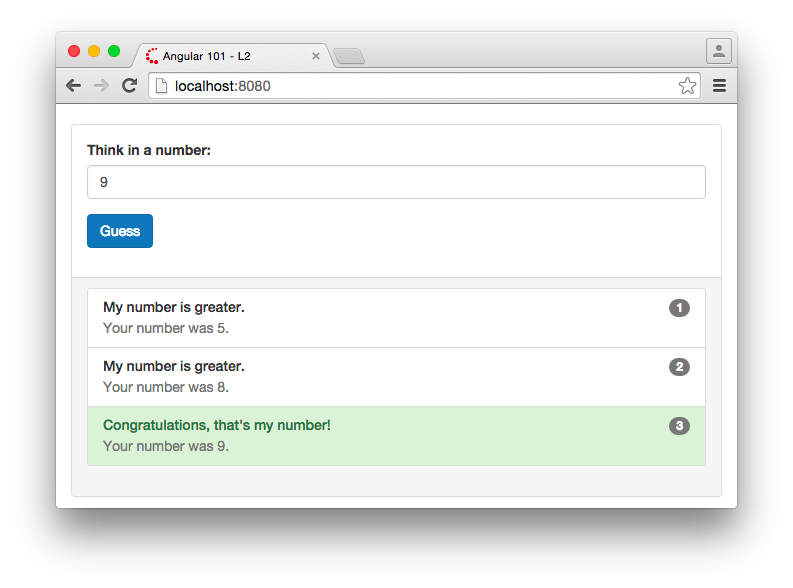 Angular 101 - L2
localhost:8080
Think in a number:
9
Guess
My number is greater.
1
Your number was 5.
My number is greater.
2
Your number was 8.
Congratulations, that's my number!
3
Your number was 9.